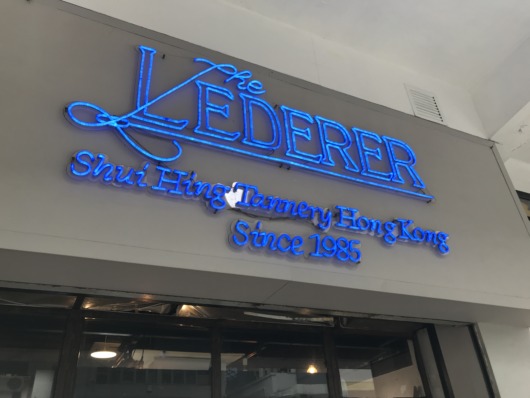 The
LEDERER
Shui Hing Tannery Hong Kong
Since 1985